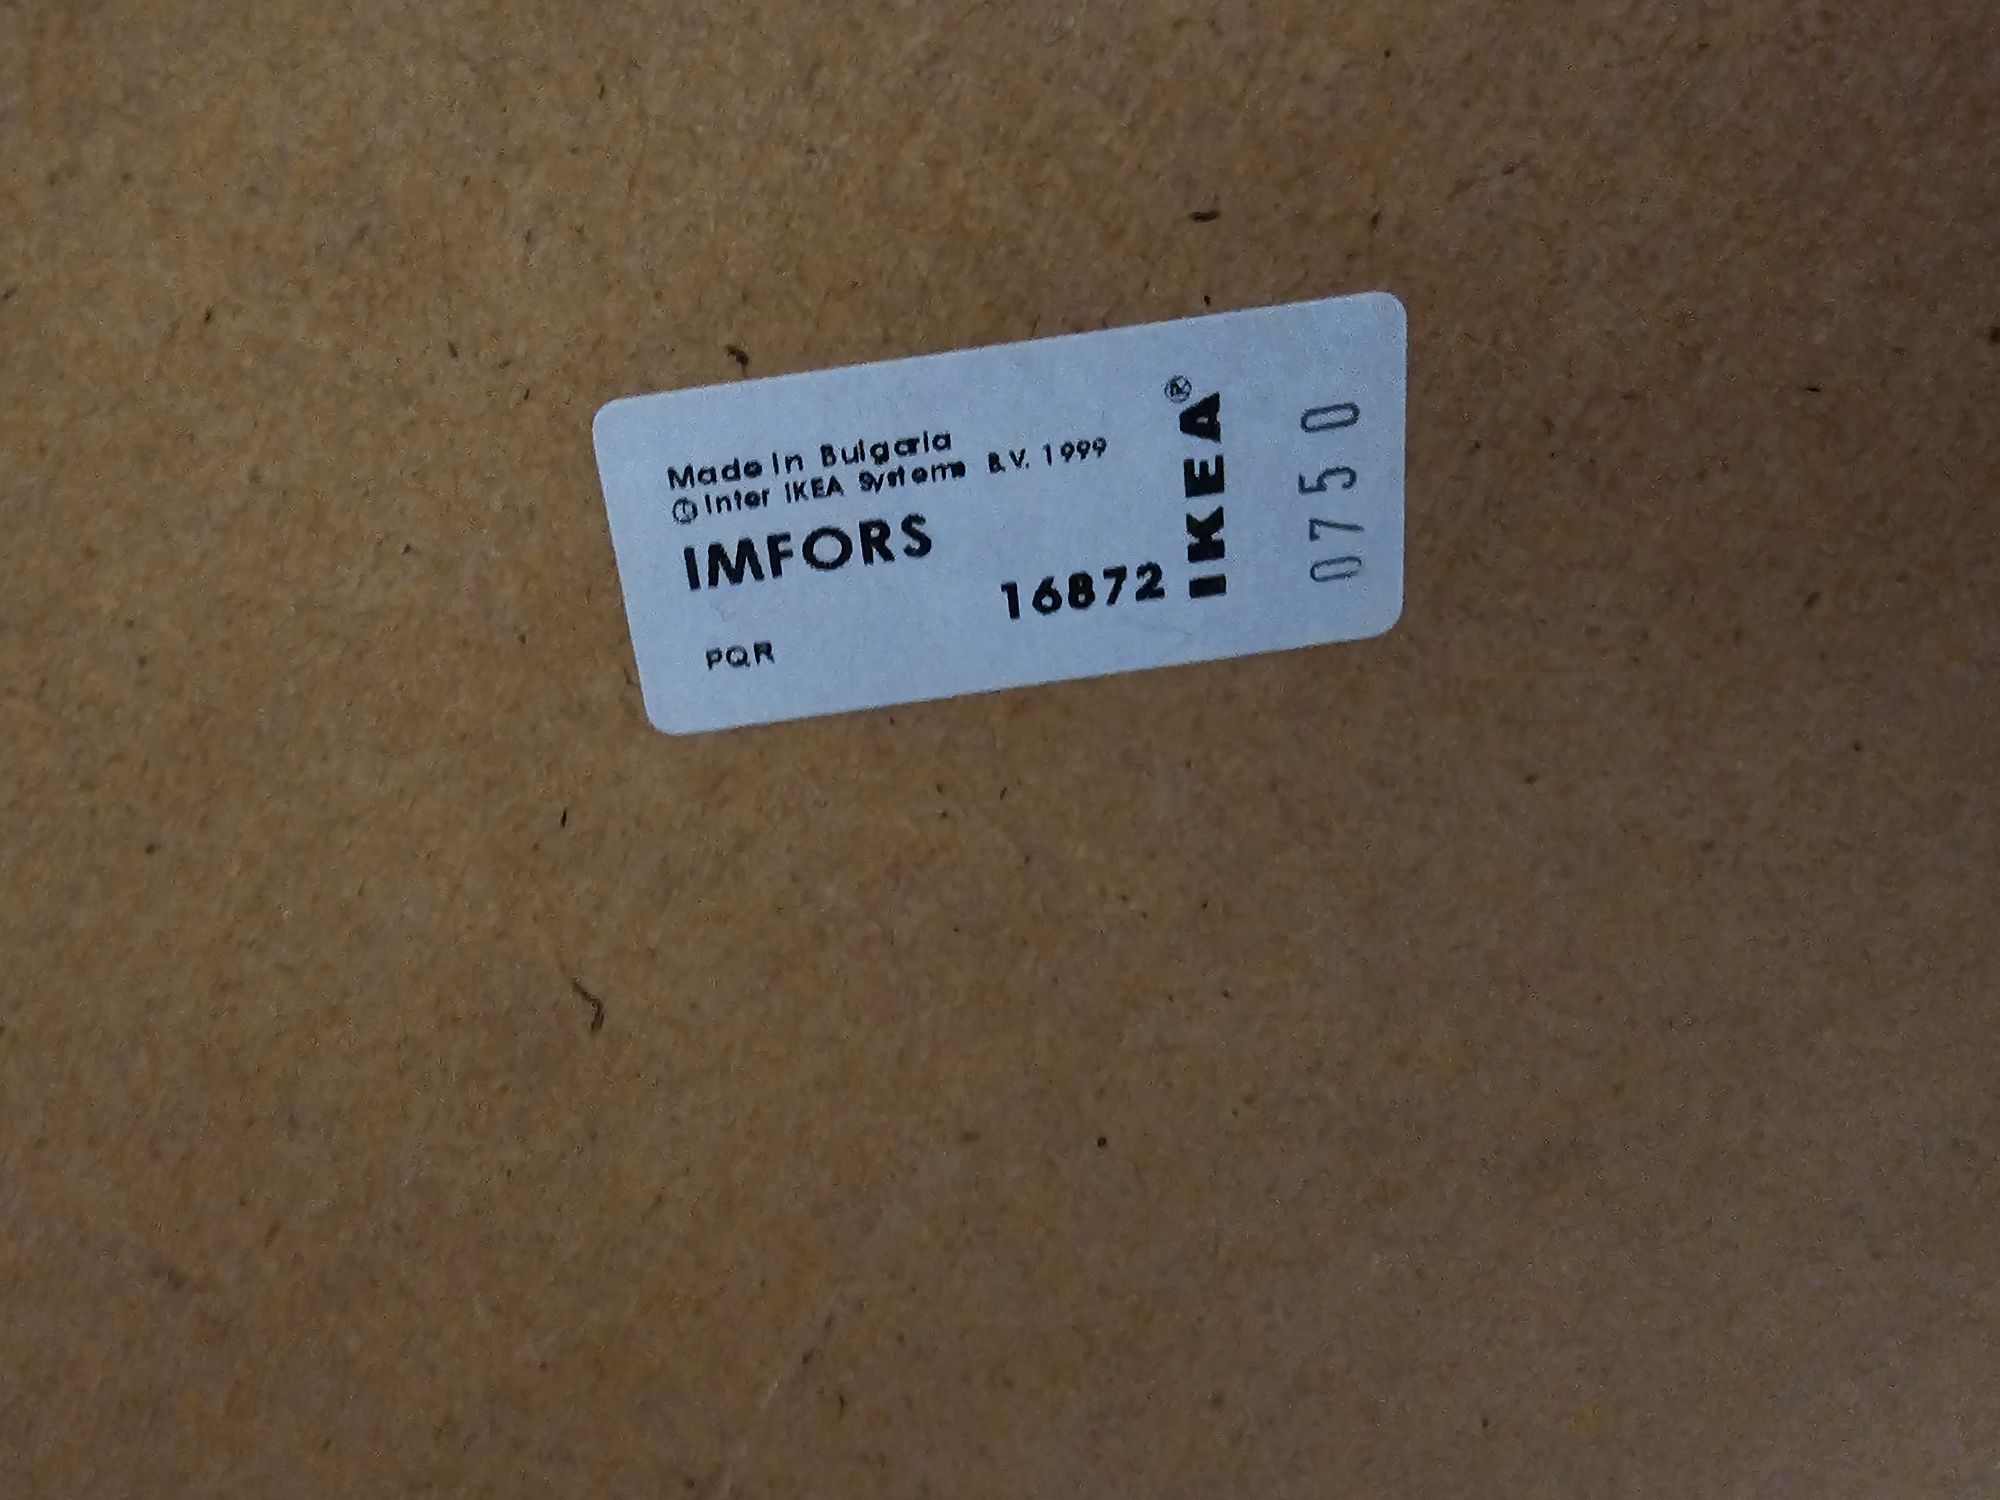 Made in Bulgaria
© Inter IKEA Systems B.V. 1999
IMFORS
16872
PQR
IKEA®
0750